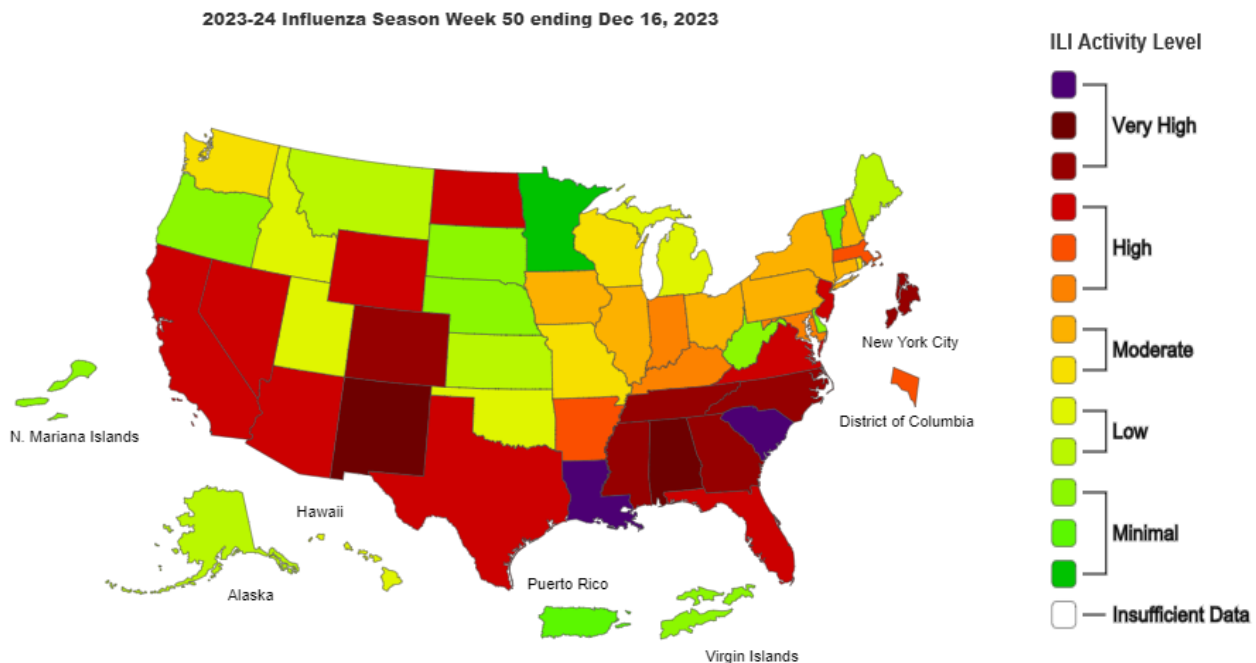 2023-24 Influenza Season Week 50 ending Dec 16, 2023
ILI Activity Level
Very High
High
Moderate
Low
Minimal
Insufficient Data
New York City
District of Columbia
N. Mariana Islands
Hawaii
Alaska
Puerto Rico
Virgin Islands